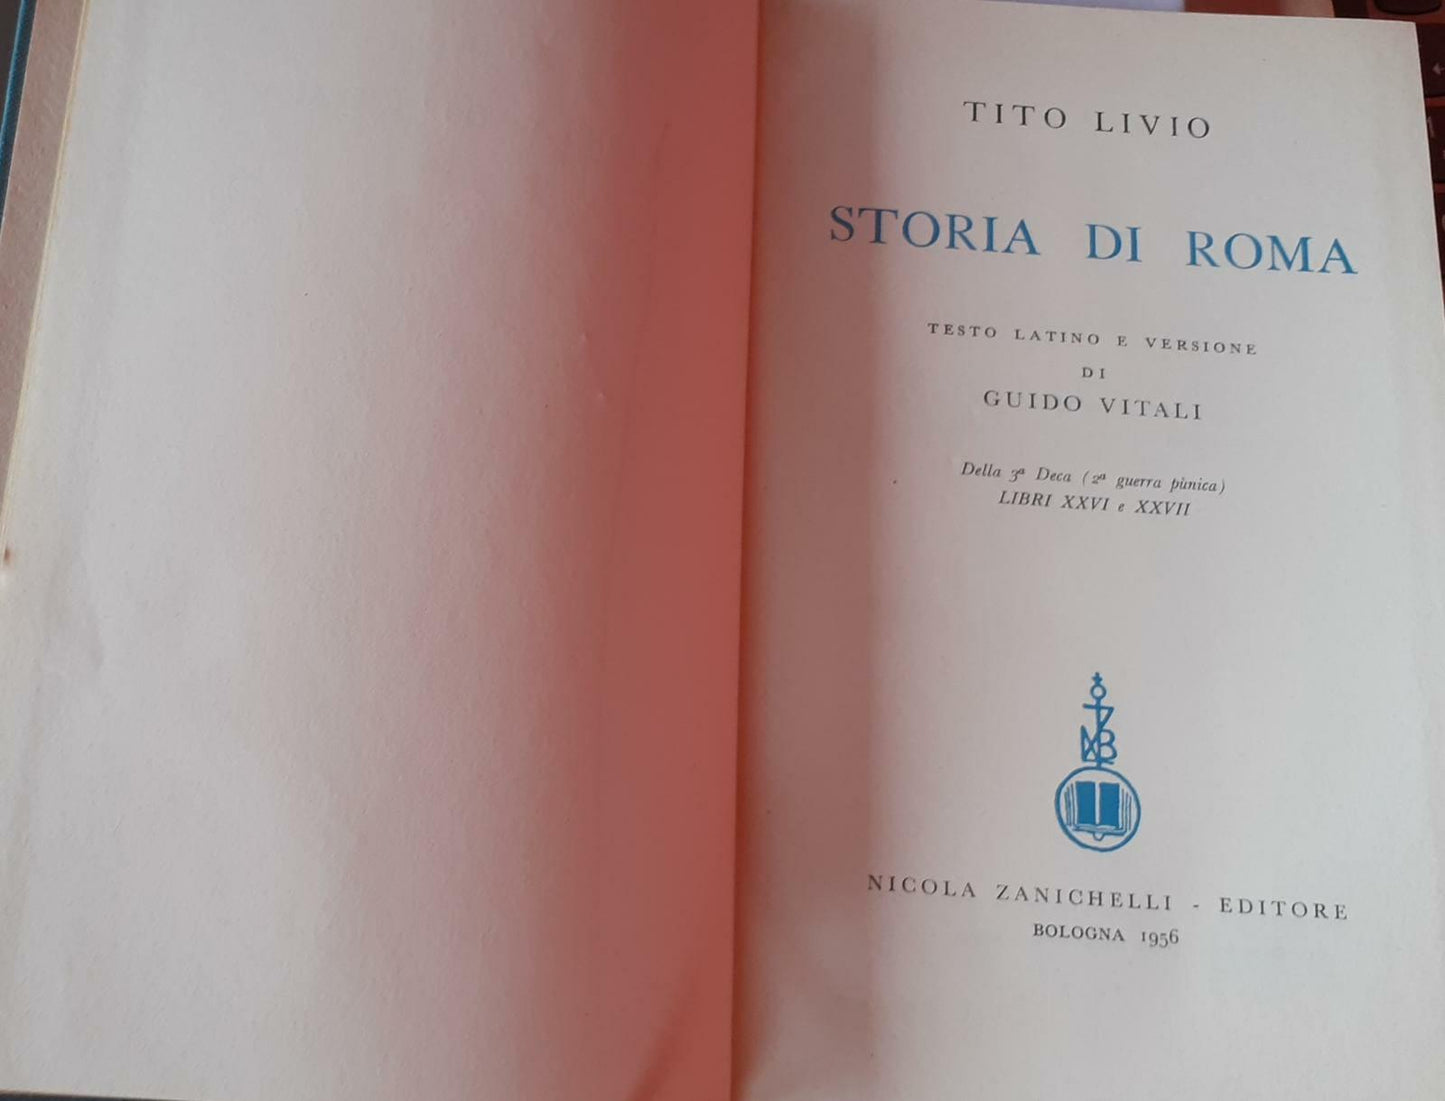 TITO LIVIO
STORIA DI ROMA
TESTO LATINO E VERSIONE
DI
GUIDO VITALI
Della 3ª Deca (2ª guerra pùnica)
LIBRI XXVI e XXVII
NICOLA ZANICHELLI - EDITORE
BOLOGNA 1956